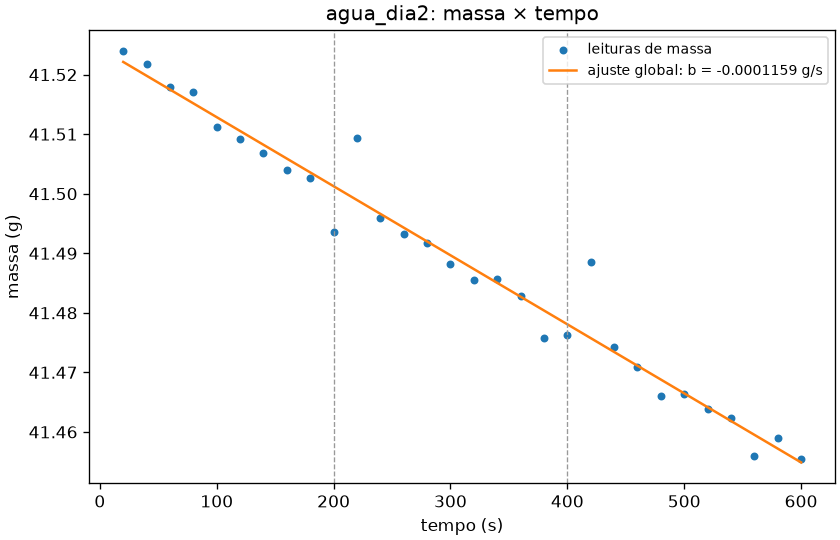 agua_dia2: massa × tempo
leituras de massa
ajuste global: b = -0.0001159 g/s
massa (g)
41.52
41.51
41.50
41.49
41.48
41.47
41.46
0 100 200 300 400 500 600
tempo (s)